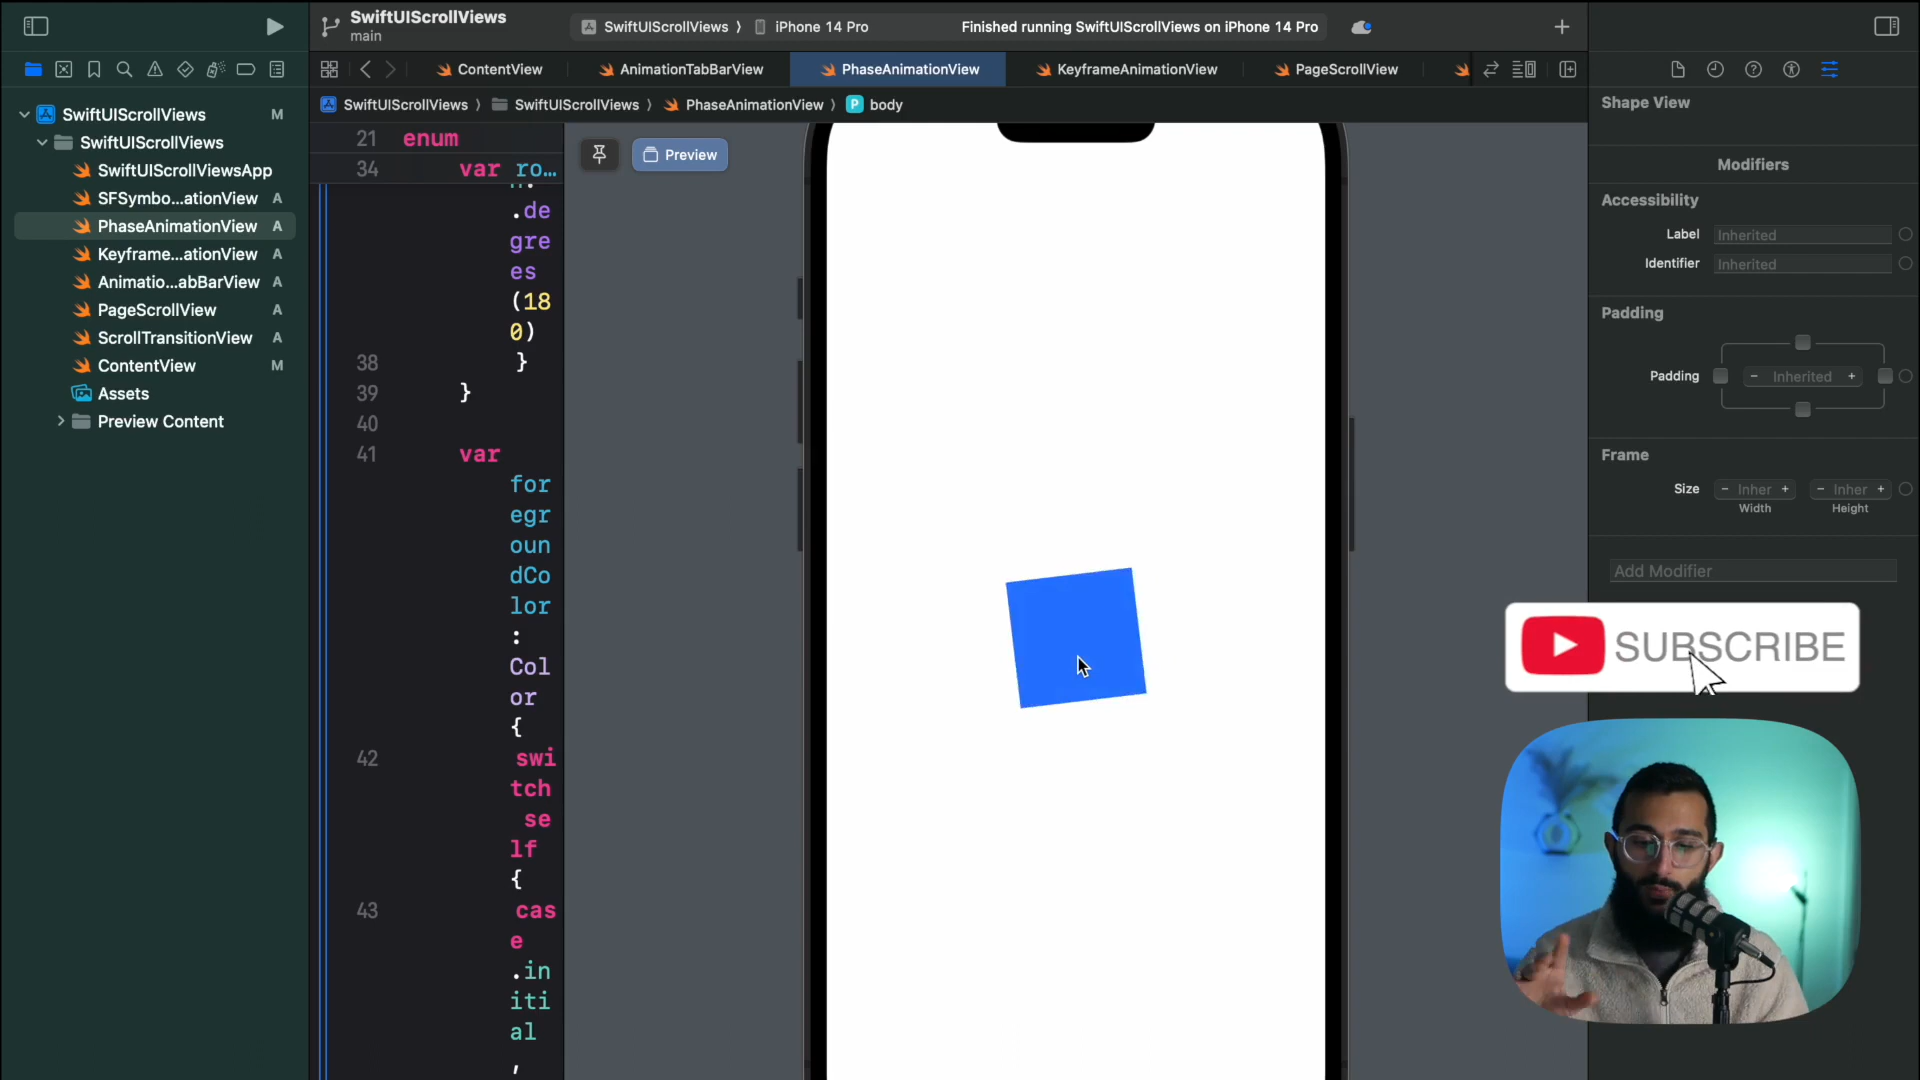 SwiftUIScrollViews
main
SwiftUIScrollViews
iPhone 14 Pro
Finished running SwiftUIScrollViews on iPhone 14 Pro
ContentView
AnimationTabBarView
PhaseAnimationView
KeyframeAnimationView
PageScrollView
SwiftUIScrollViews
SwiftUIScrollViews
PhaseAnimationView
P
body
SwiftUIScrollViews M
SwiftUIScrollViews
SwiftUIScrollViewsApp
SFSymbo...ationView A
PhaseAnimationView A
Keyframe...ationView A
Animatio...abBarView A
PageScrollView A
ScrollTransitionView A
ContentView M
Assets
Preview Content
21 enum
34 var ro…
.de
gre
es
(18
0)
38 }
39 }
40
41 var
for
egr
oun
dCo
lor
:
Col
or
{
42 swi
tch
se
lf
{
43 cas
e
.in
iti
al
,
Preview
Shape View
Modifiers
Accessibility
Label Inherited
Identifier Inherited
Padding
Padding - Inherited +
Frame
Size - Inher + - Inher +
Width Height
Add Modifier
SUBSCRIBE